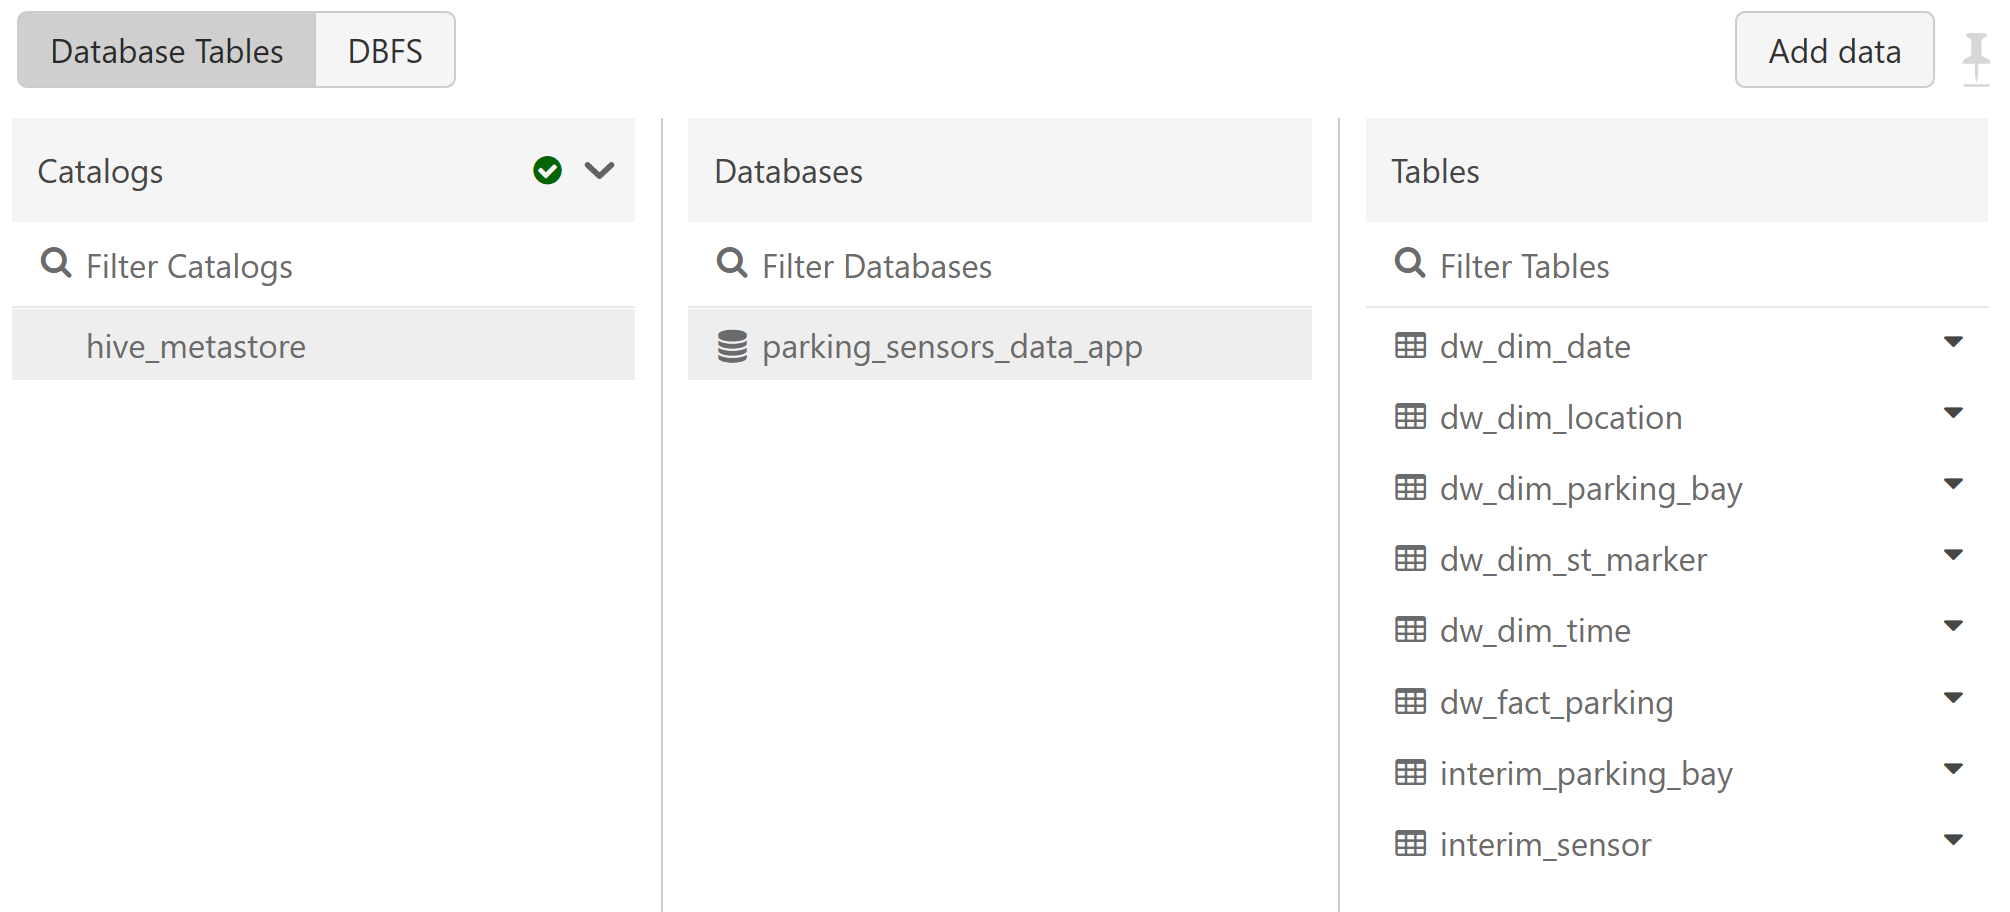 Database Tables
DBFS
Add data
Catalogs
Filter Catalogs
hive_metastore
Databases
Filter Databases
parking_sensors_data_app
Tables
Filter Tables
dw_dim_date
dw_dim_location
dw_dim_parking_bay
dw_dim_st_marker
dw_dim_time
dw_fact_parking
interim_parking_bay
interim_sensor